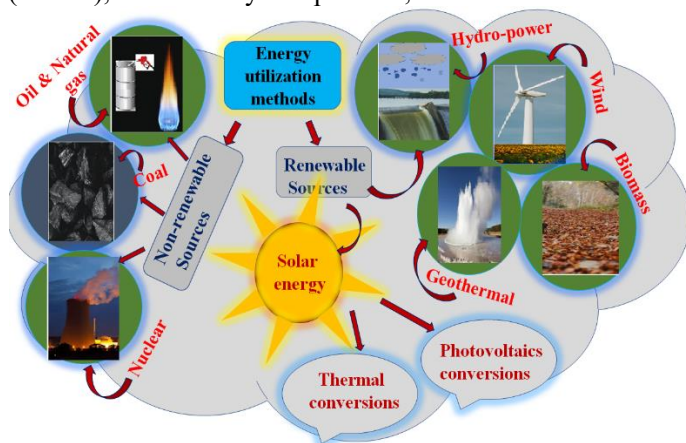 Energy
utilization
methods
Oil & Natural
gas
Coal
Nuclear
Non-renewable
Sources
Renewable
Sources
Hydro-power
Wind
Biomass
Geothermal
Solar
energy
Thermal
conversions
Photovoltaics
conversions